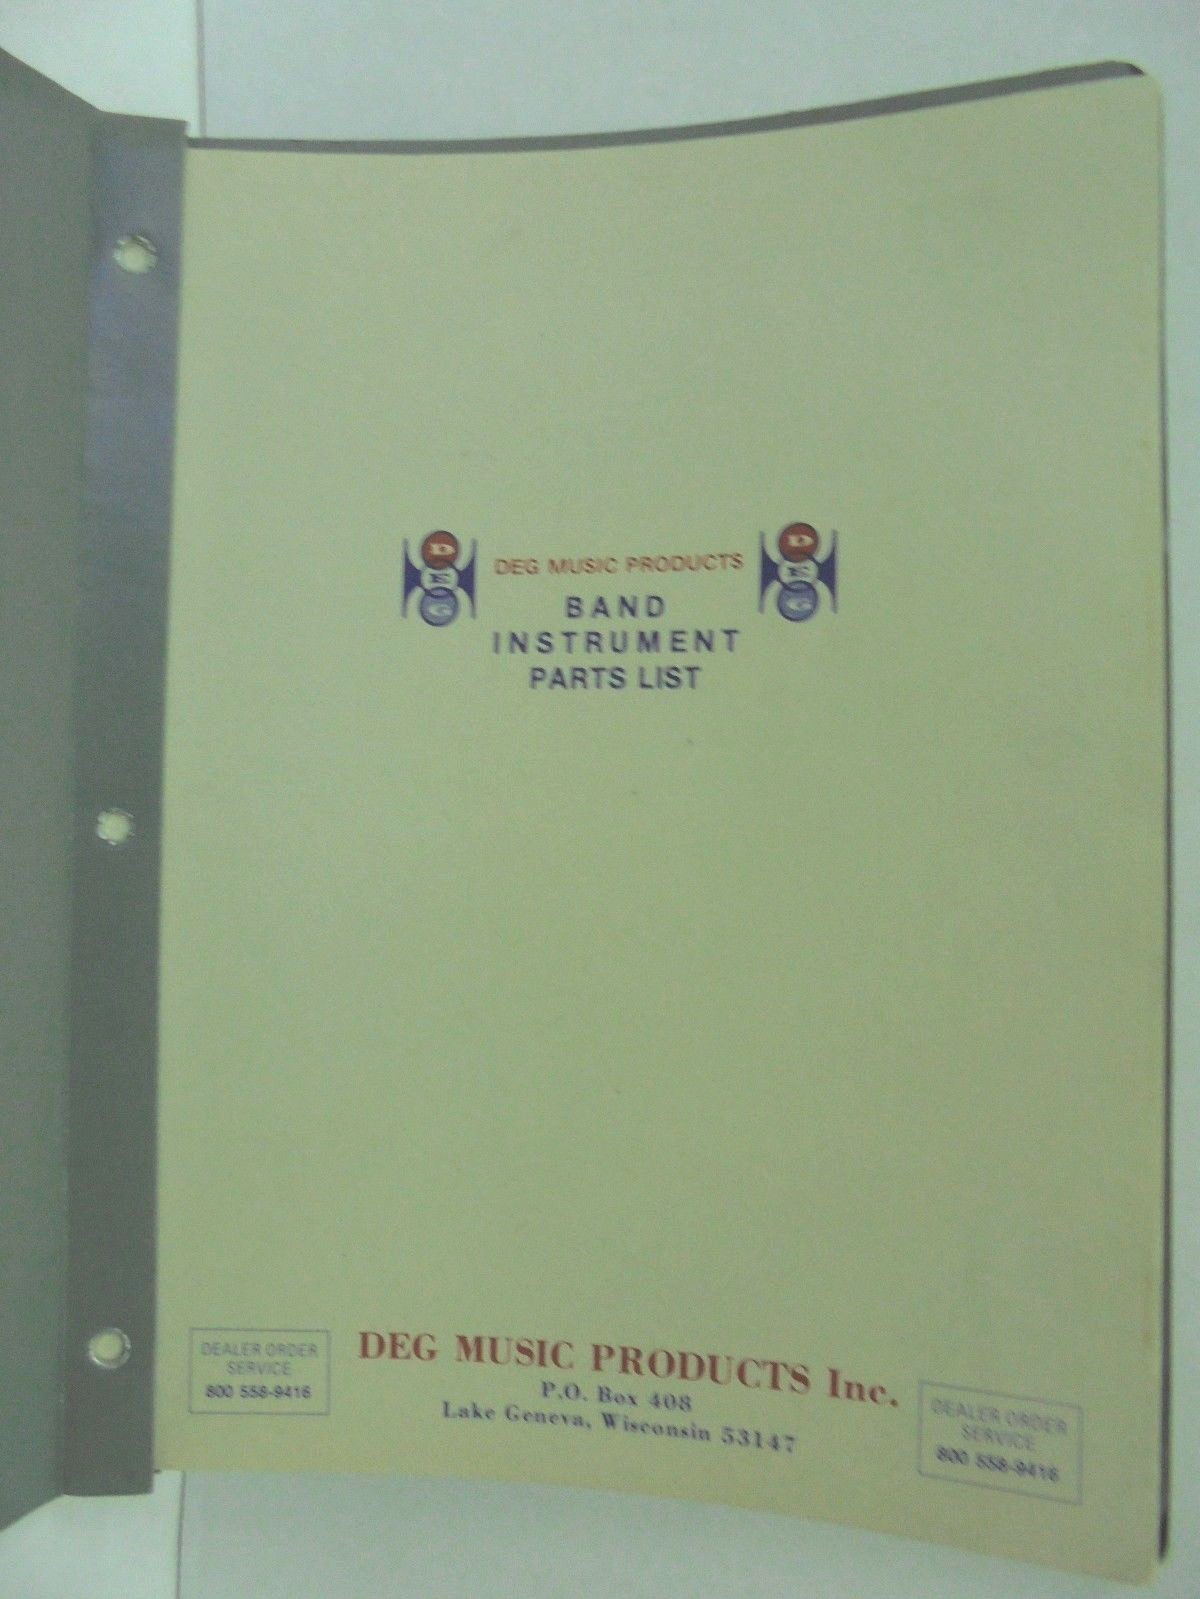 D
E
G
DEG MUSIC PRODUCTS
D
E
G
BAND
INSTRUMENT
PARTS LIST
DEALER ORDER
SERVICE
800 558-9416
DEG MUSIC PRODUCTS Inc.
P.O. Box 408
Lake Geneva, Wisconsin 53147
DEALER ORDER
SERVICE
800 558-9416